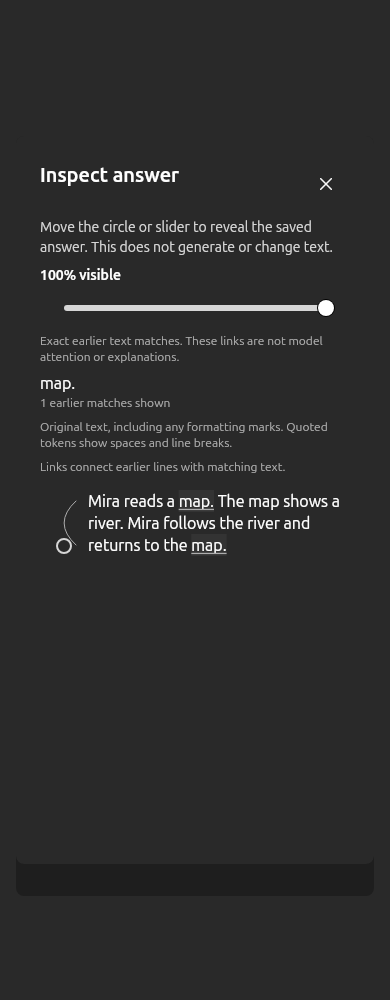 Inspect answer
Move the circle or slider to reveal the saved
answer. This does not generate or change text.
100% visible
Exact earlier text matches. These links are not model
attention or explanations.
map.
1 earlier matches shown
Original text, including any formatting marks. Quoted
tokens show spaces and line breaks.
Links connect earlier lines with matching text.
Mira reads a map. The map shows a
river. Mira follows the river and
returns to the map.